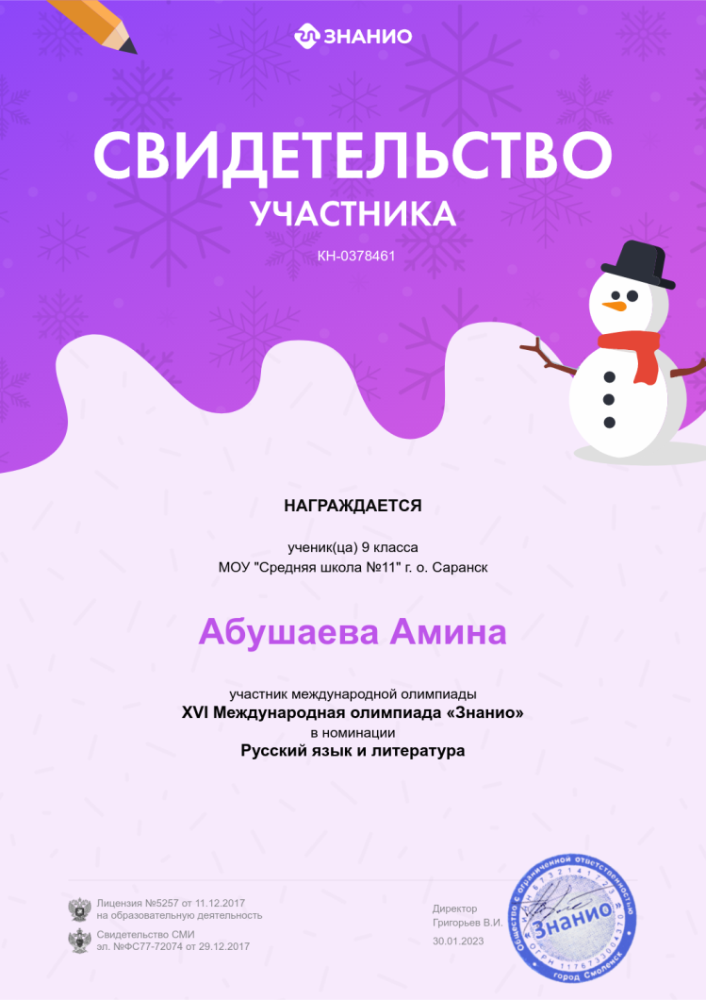 ЗНАНИО
СВИДЕТЕЛЬСТВО
УЧАСТНИКА
КН-0378461
НАГРАЖДАЕТСЯ
ученик(ца) 9 класса
МОУ "Средняя школа №11" г. о. Саранск
Абушаева Амина
участник международной олимпиады
XVI Международная олимпиада «Знанио»
в номинации
Русский язык и литература
Лицензия №5257 от 11.12.2017
на образовательную деятельность
Свидетельство СМИ
эл. №ФС77-72074 от 29.12.2017
Директор
Григорьев В.И.
30.01.2023
Общество с ограниченной ответственностью
Знанио
ОГРН 1176733004370
город Смоленск